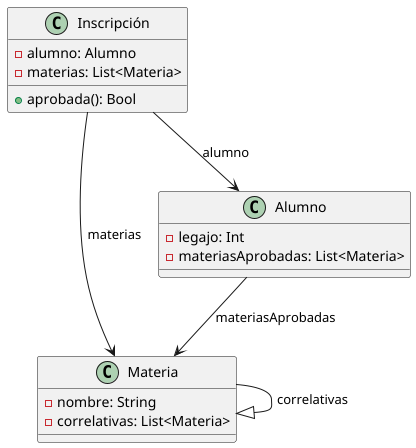 C Inscripción
alumno: Alumno
materias: List<Materia>
aprobada(): Bool
alumno
materias
C Alumno
legajo: Int
materiasAprobadas: List<Materia>
materiasAprobadas
C Materia
nombre: String
correlativas: List<Materia>
correlativas